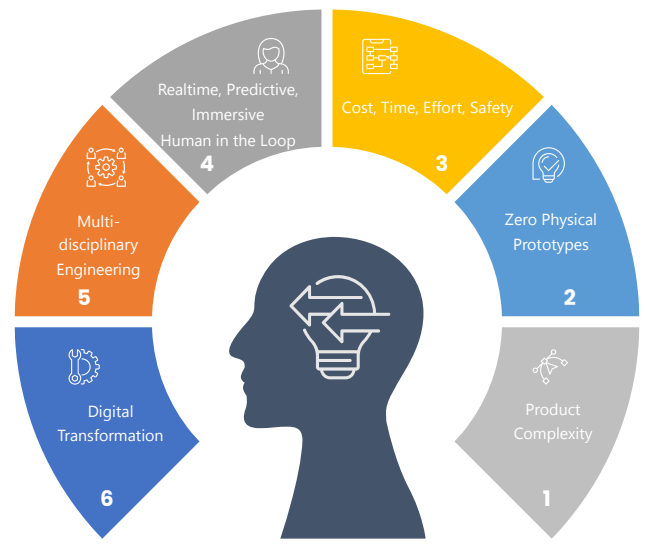 Realtime, Predictive,
Immersive
Human in the Loop
4
Cost, Time, Effort, Safety
3
Multi-
disciplinary
Engineering
5
Zero Physical
Prototypes
2
Digital
Transformation
6
Product
Complexity
1